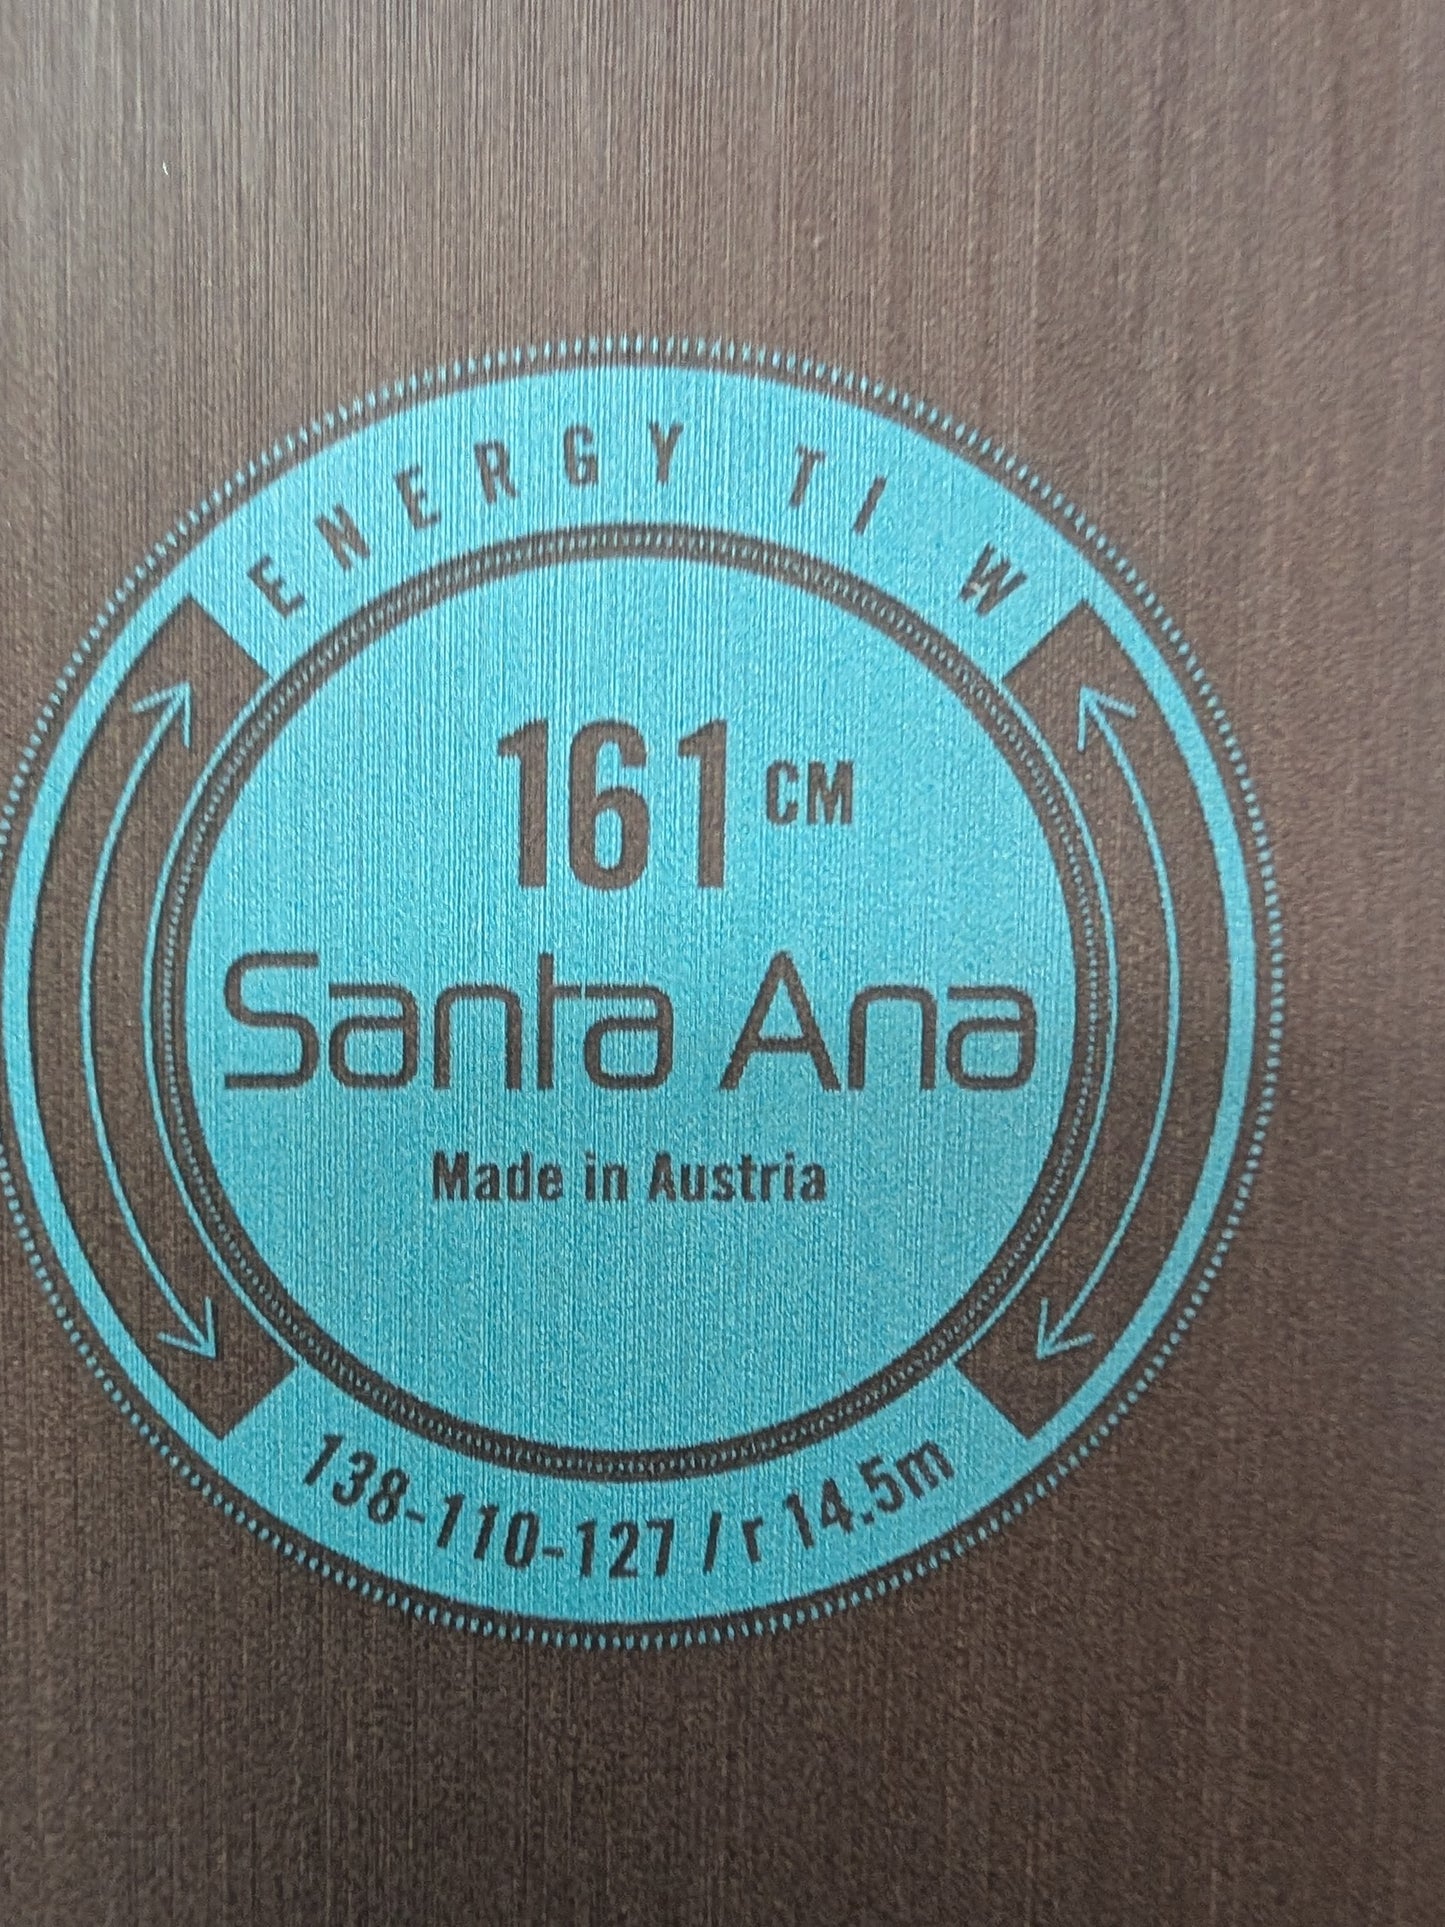 ENERGY TI W
161 CM
Santa Ana
Made in Austria
138-110-127 / r 14.5m